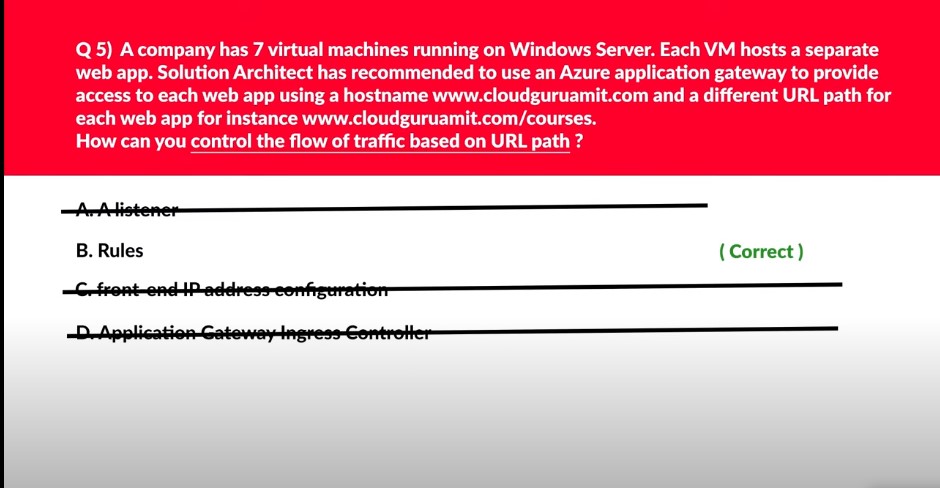 Q 5) A company has 7 virtual machines running on Windows Server. Each VM hosts a separate
web app. Solution Architect has recommended to use an Azure application gateway to provide
access to each web app using a hostname www.cloudguruamit.com and a different URL path for
each web app for instance www.cloudguruamit.com/courses.
How can you control the flow of traffic based on URL path ?
A. A listener
B. Rules ( Correct )
C. front-end IP address configuration
D. Application Gateway Ingress Controller